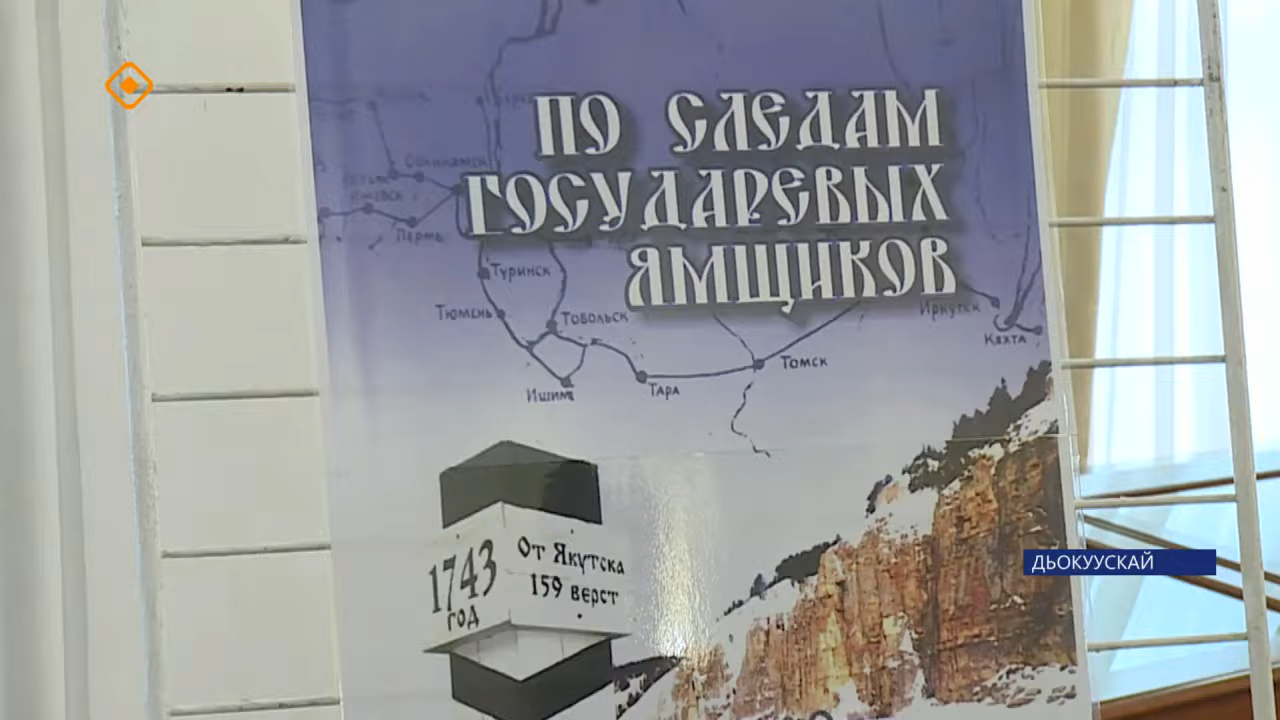 ПО СЛЕДАМ
ГОСУДАРЕВЫХ
ЯМЩИКОВ
Соликамск
Пермь
Туринск
Тюмень
Тобольск
Ишим
Тара
Томск
Иркутск
Кяхта
1743
год
От Якутска
159 верст
ДЬОКУУСКАЙ